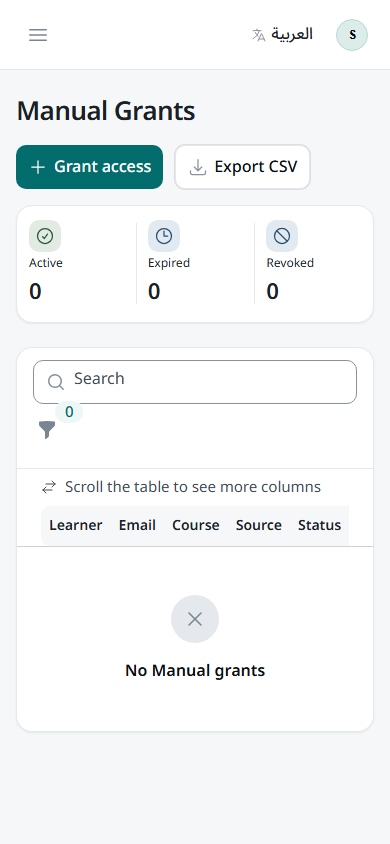 العربية
S
Manual Grants
Grant access
Export CSV
Active
Expired
Revoked
0
0
0
Search
0
Scroll the table to see more columns
Learner Email Course Source Status
No Manual grants